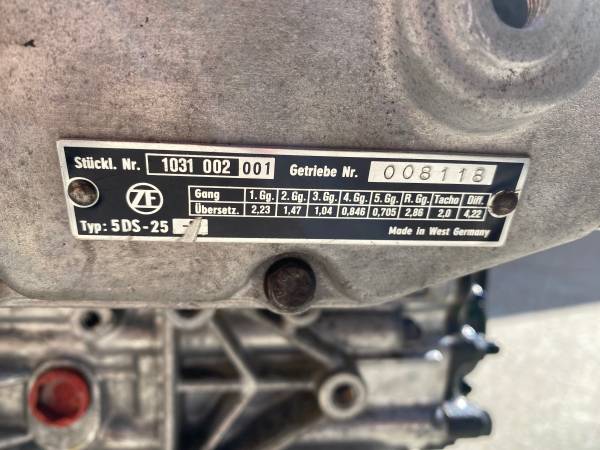 Stückl. Nr. 1031 002 001 Getriebe Nr. 008118
ZF
Gang 1.Gg. 2.Gg. 3.Gg. 4.Gg. 5.Gg. R.Gg. Tacho Diff.
Übersetz. 2,23 1,47 1,04 0,846 0,705 2,86 2,0 4,22
Typ: 5DS-25
Made in West Germany